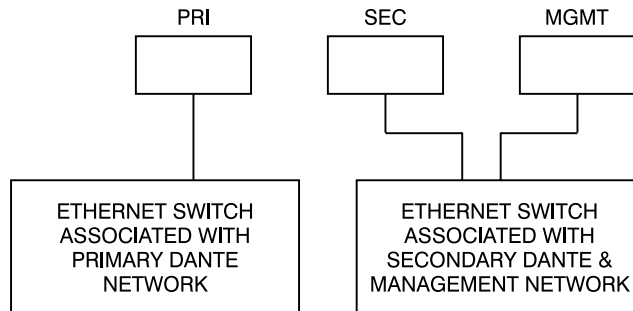 PRI
SEC
MGMT
ETHERNET SWITCH
ASSOCIATED WITH
PRIMARY DANTE
NETWORK
ETHERNET SWITCH
ASSOCIATED WITH
SECONDARY DANTE &
MANAGEMENT NETWORK